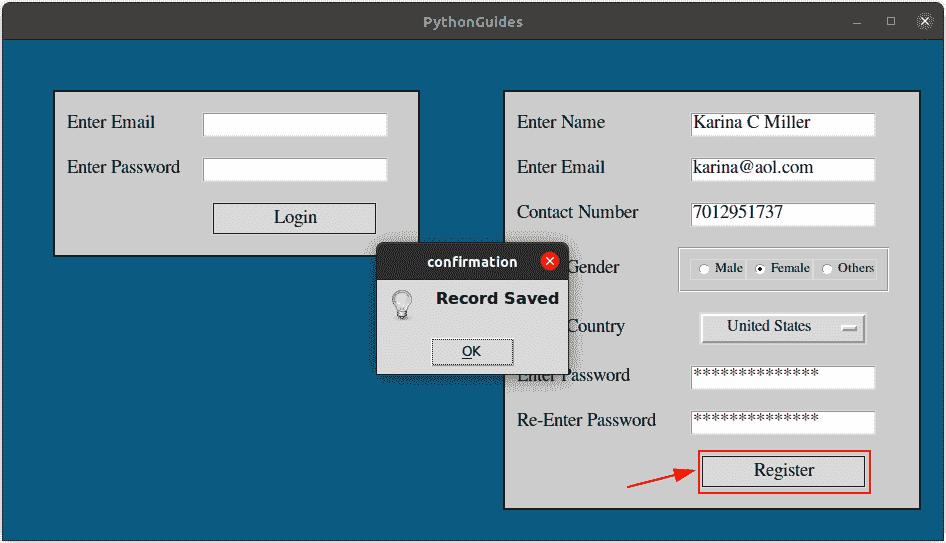 PythonGuides
Enter Email
Enter Password
Login
Enter Name Karina C Miller
Enter Email karina@aol.com
Contact Number 7012951737
Gender Male Female Others
Country United States
Enter Password **************
Re-Enter Password **************
Register
confirmation
Record Saved
OK